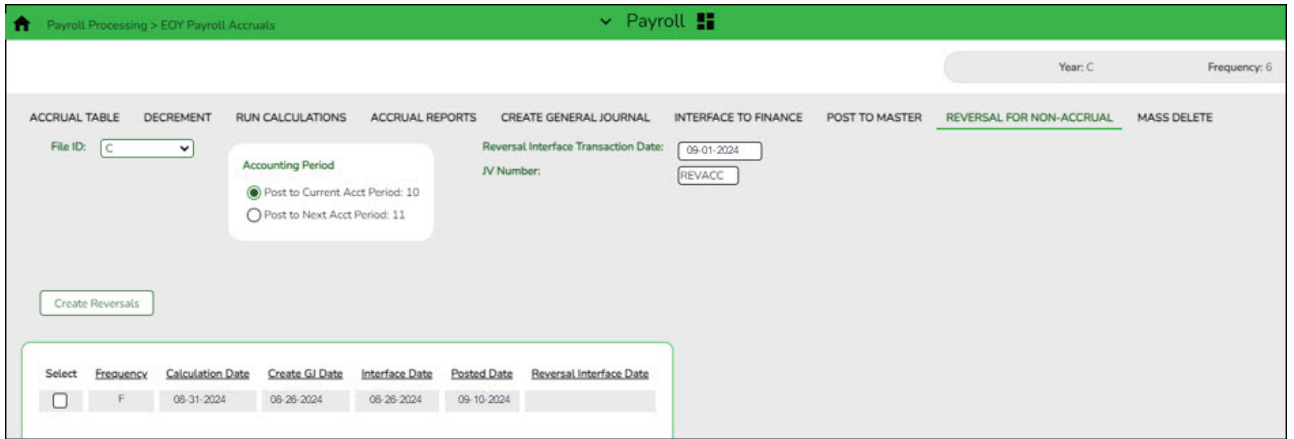 Payroll Processing > EOY Payroll Accruals
Payroll
Year: C
Frequency: 6
ACCRUAL TABLE DECREMENT RUN CALCULATIONS ACCRUAL REPORTS CREATE GENERAL JOURNAL INTERFACE TO FINANCE POST TO MASTER REVERSAL FOR NON-ACCRUAL MASS DELETE
File ID: C
Accounting Period
Post to Current Acct Period: 10
Post to Next Acct Period: 11
Reversal Interface Transaction Date: 09-01-2024
JV Number: REVACC
Create Reversals
Select Frequency Calculation Date Create GJ Date Interface Date Posted Date Reversal Interface Date
F 08-31-2024 08-26-2024 08-26-2024 09-10-2024